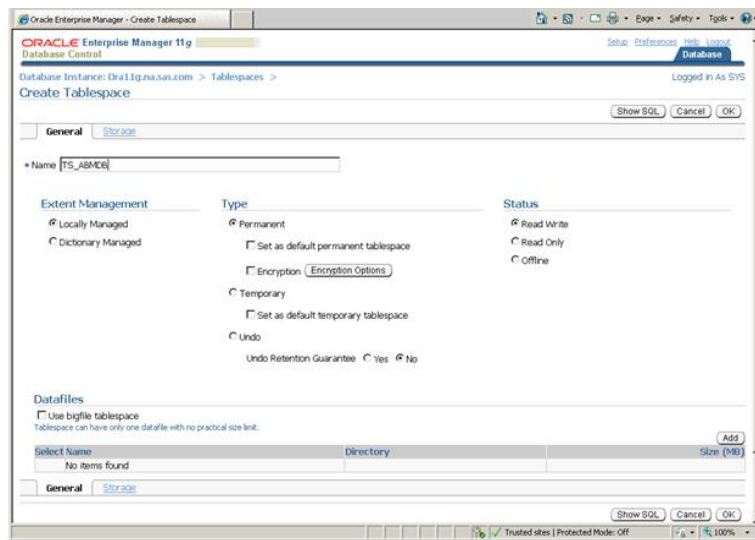 Oracle Enterprise Manager - Create Tablespace
Page Safety Tools
ORACLE Enterprise Manager 11g
Database Control
Setup Preferences Help Logout
Database
Database Instance: Ora11g.na.sas.com > Tablespaces >
Logged in As SYS
Create Tablespace
Show SQL Cancel OK
General Storage
* Name TS_ABMDB
Extent Management Type Status
Locally Managed Permanent Read Write
Dictionary Managed Set as default permanent tablespace Read Only
Encryption Encryption Options Offline
Temporary
Set as default temporary tablespace
Undo
Undo Retention Guarantee Yes No
Datafiles
Use bigfile tablespace
Tablespace can have only one datafile with no practical size limit.
Add
Select Name Directory Size (MB)
No items found
General Storage
Show SQL Cancel OK
Trusted sites | Protected Mode: Off 100%